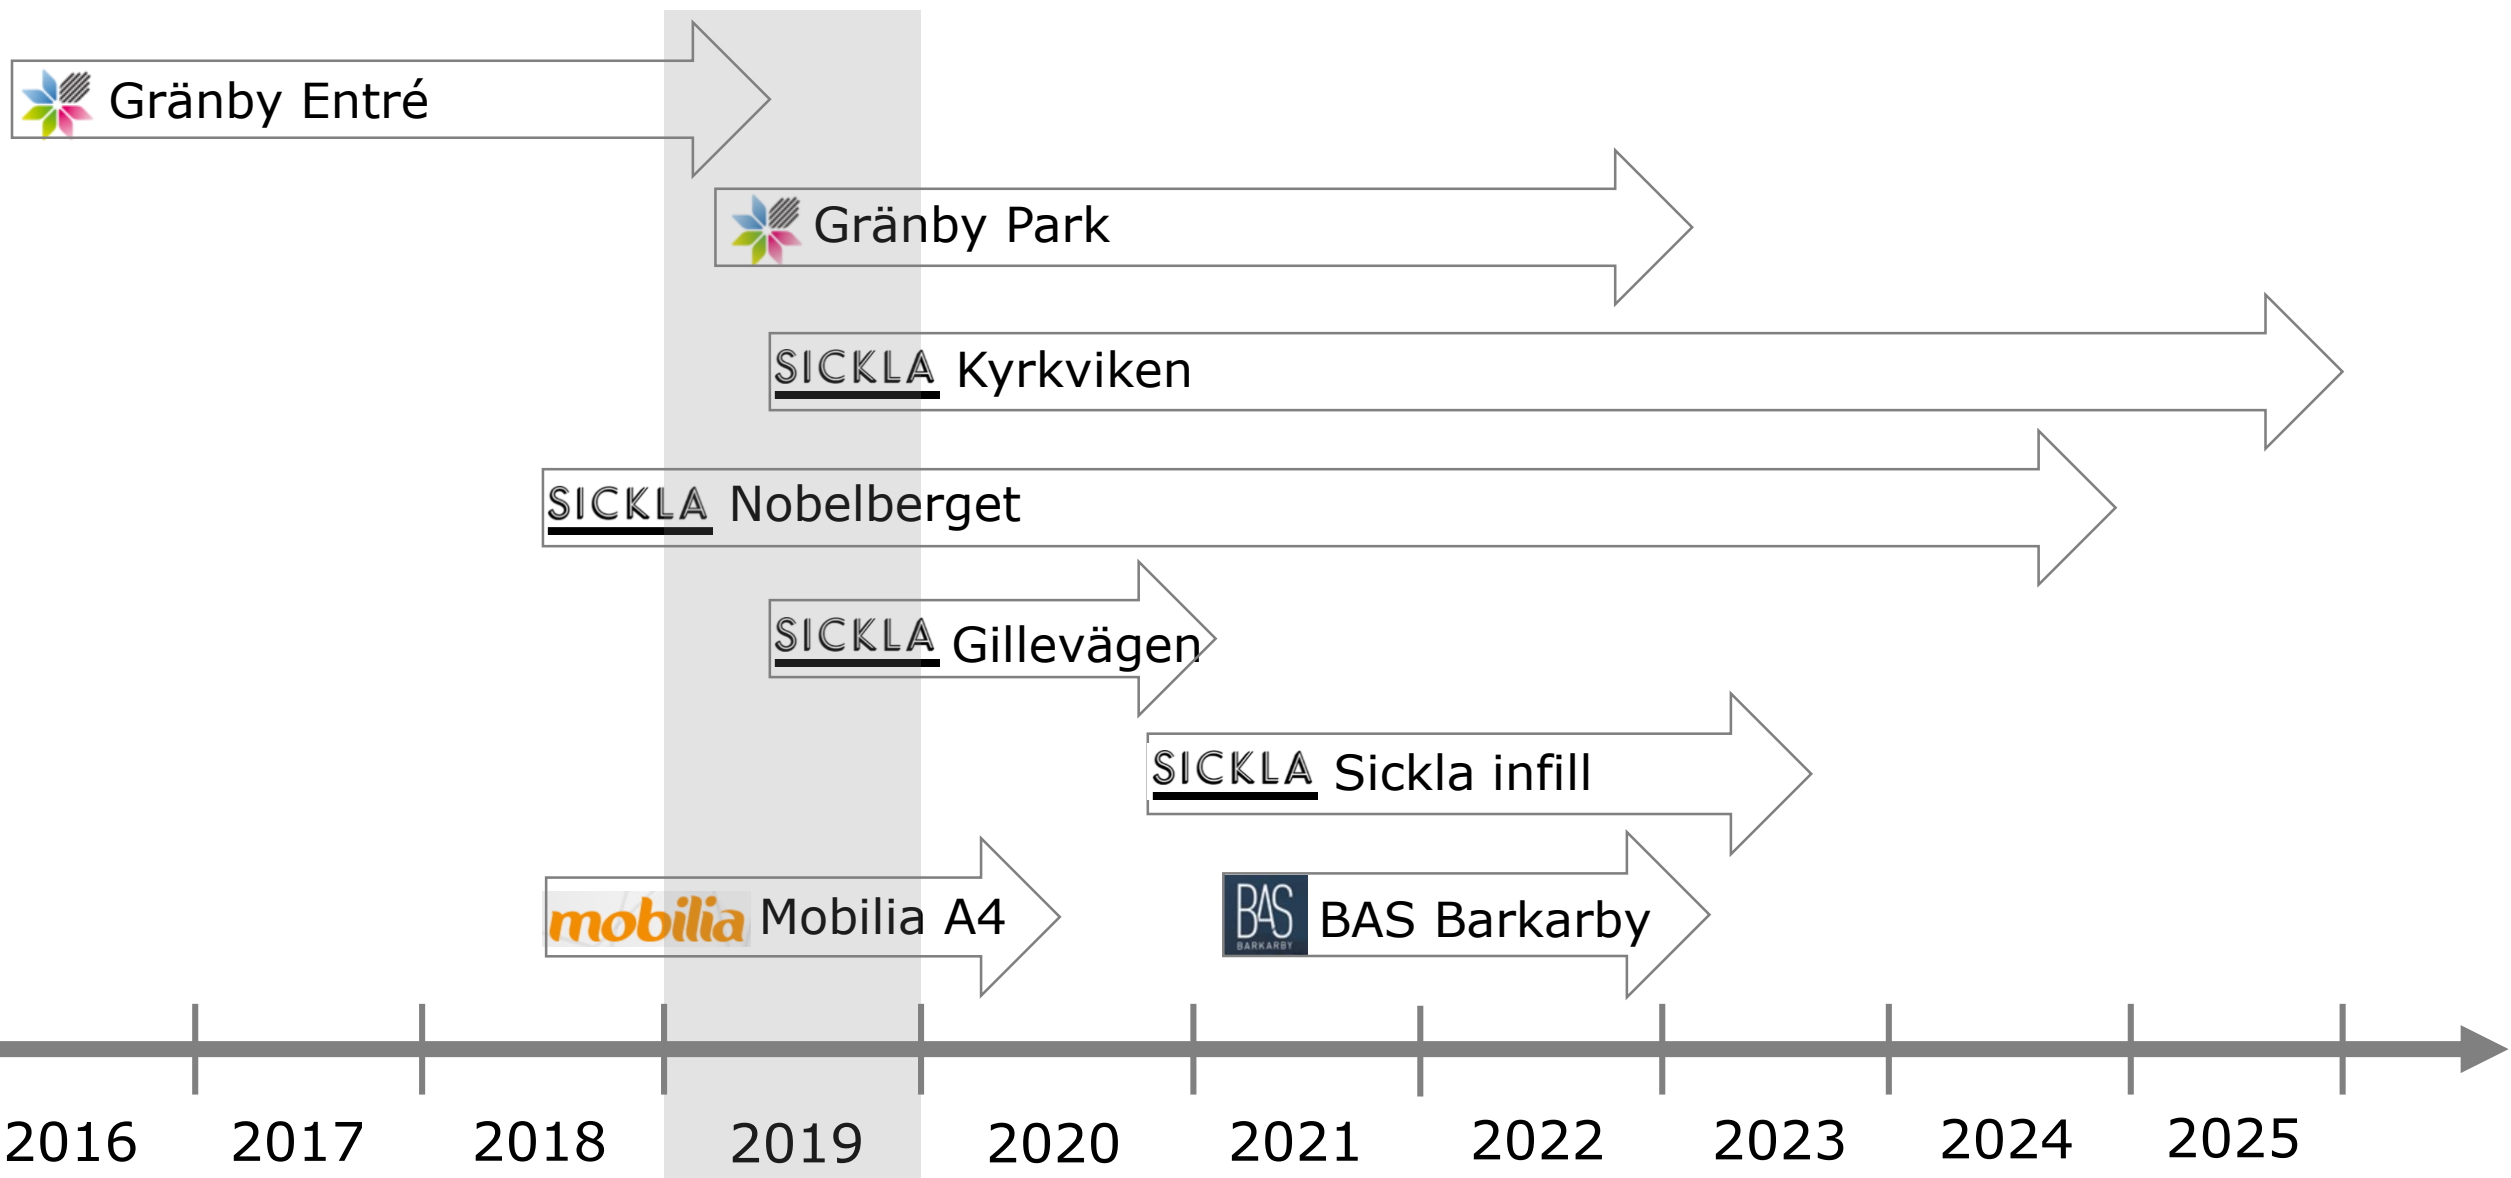 Gränby Entré
Gränby Park
SICKLA Kyrkviken
SICKLA Nobelberget
SICKLA Gillevägen
SICKLA Sickla infill
mobilia Mobilia A4
BAS BARKARBY BAS Barkarby
2016 2017 2018 2019 2020 2021 2022 2023 2024 2025